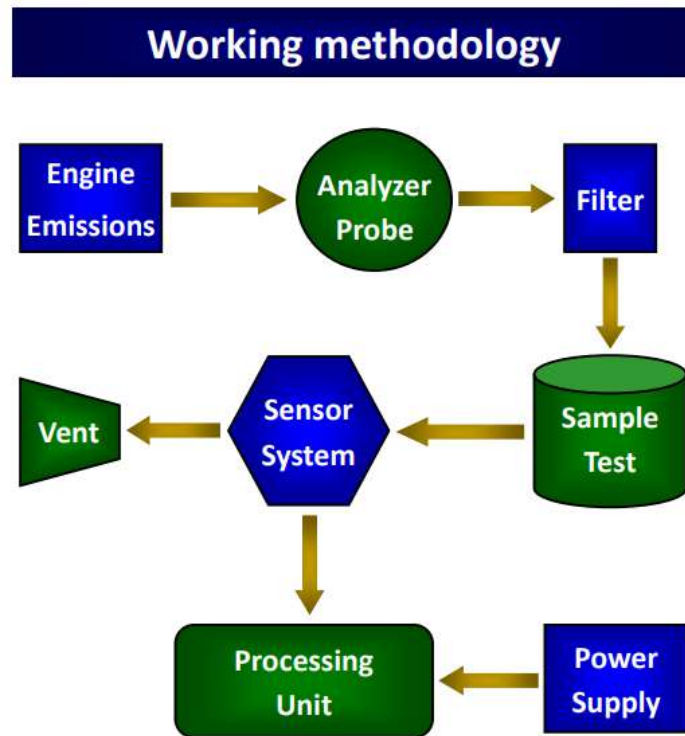 Working methodology
Engine
Emissions
Analyzer
Probe
Filter
Vent
Sensor
System
Sample
Test
Processing
Unit
Power
Supply